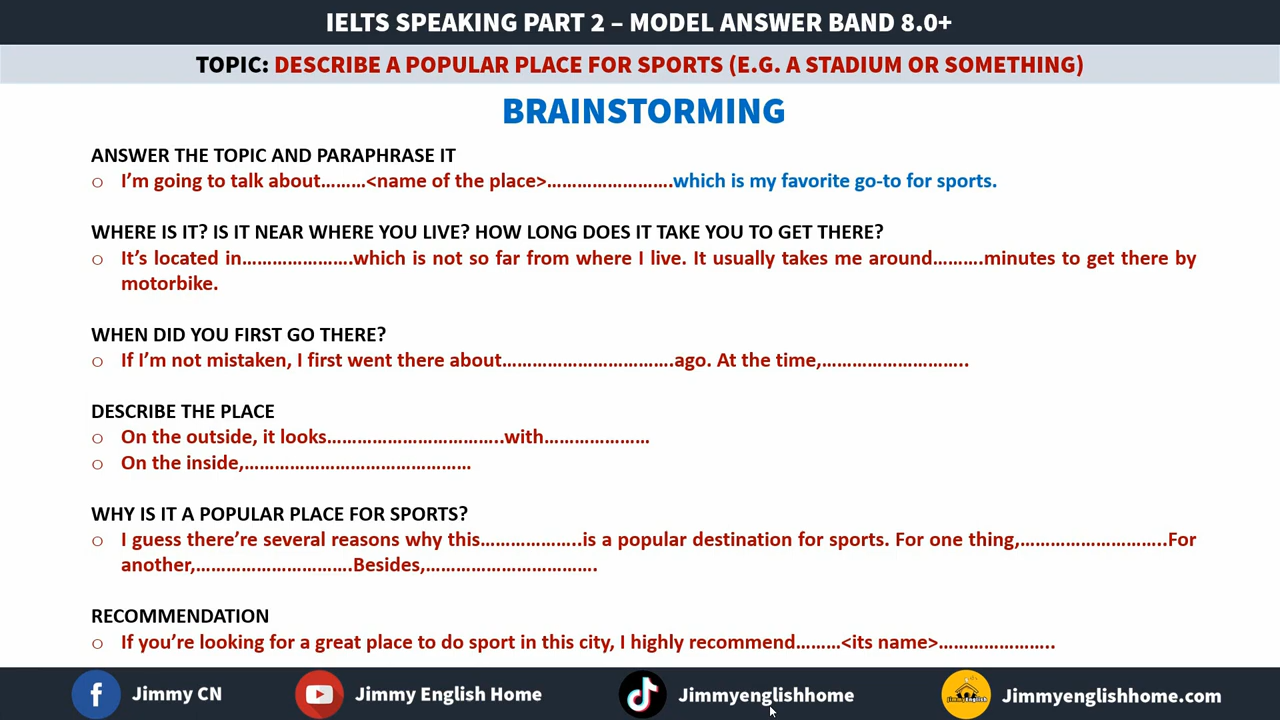 IELTS SPEAKING PART 2 – MODEL ANSWER BAND 8.0+
TOPIC: DESCRIBE A POPULAR PLACE FOR SPORTS (E.G. A STADIUM OR SOMETHING)
BRAINSTORMING
ANSWER THE TOPIC AND PARAPHRASE IT
○ I’m going to talk about………<name of the place>…………………….which is my favorite go-to for sports.
WHERE IS IT? IS IT NEAR WHERE YOU LIVE? HOW LONG DOES IT TAKE YOU TO GET THERE?
○ It’s located in………………….which is not so far from where I live. It usually takes me around……….minutes to get there by
motorbike.
WHEN DID YOU FIRST GO THERE?
○ If I’m not mistaken, I first went there about…………………………….ago. At the time,………………………..
DESCRIBE THE PLACE
○ On the outside, it looks……………………………..with…………………
○ On the inside,………………………………………
WHY IS IT A POPULAR PLACE FOR SPORTS?
○ I guess there’re several reasons why this………………..is a popular destination for sports. For one thing,………………………..For
another,………………………….Besides,…………………………….
RECOMMENDATION
○ If you’re looking for a great place to do sport in this city, I highly recommend………<its name>…………………..
Jimmy CN
Jimmy English Home
Jimmyenglishhome
Jimmyenglishhome.com